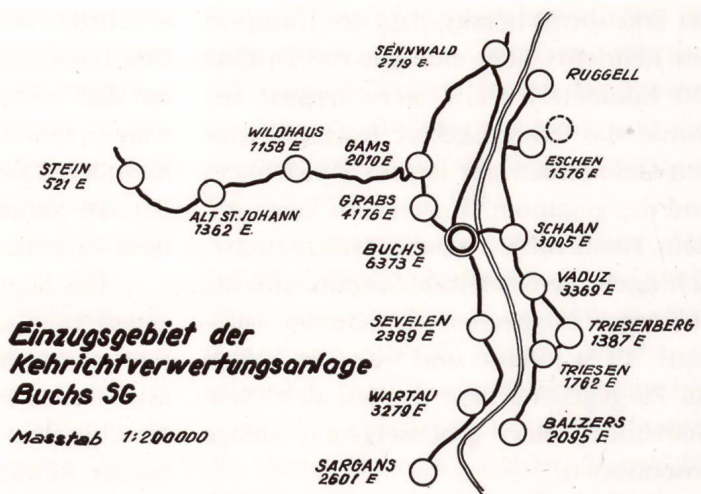 SENNWALD
2719 E.
RUGGELL
WILDHAUS
1158 E
GAMS
2010 E
ESCHEN
1576 E
STEIN
521 E
ALT ST. JOHANN
1362 E.
GRABS
4176 E
SCHAAN
3005 E
BUCHS
6373 E
VADUZ
3369 E
SEVELEN
2389 E
TRIESENBERG
1387 E
TRIESEN
1762 E
WARTAU
3279 E
BALZERS
2095 E
SARGANS
2601 E
Einzugsgebiet der
Kehrichtverwertungsanlage
Buchs SG
Masstab 1:200000